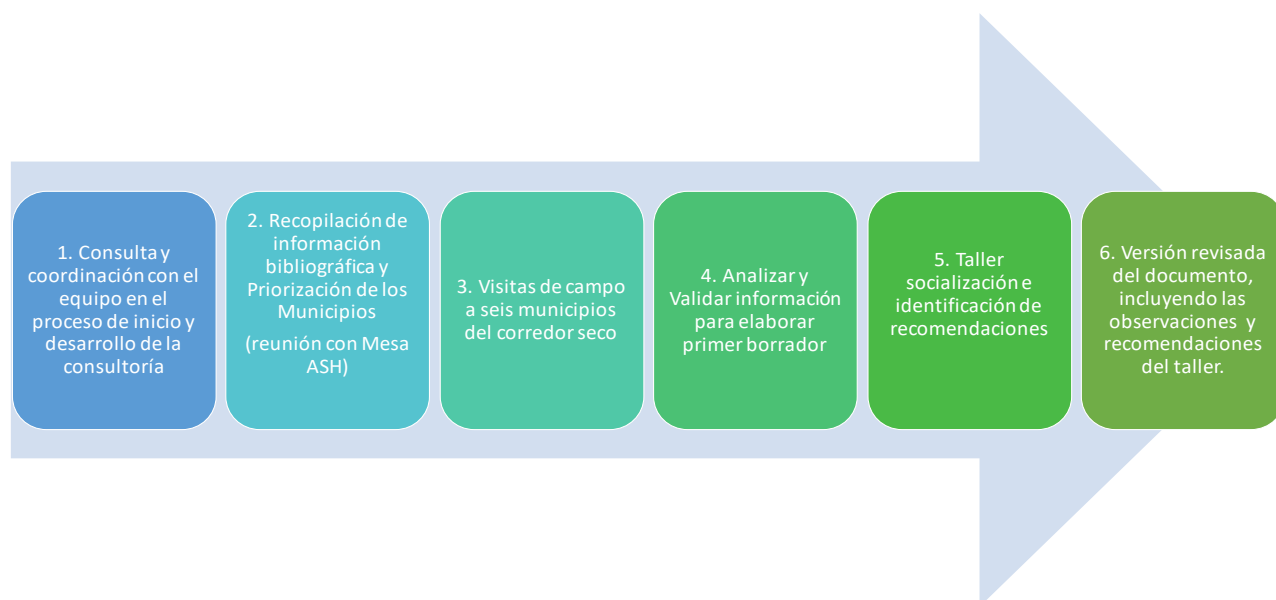 1. Consulta y
coordinación con el
equipo en el
proceso de inicio y
desarrollo de la
consultoría
2. Recopilación de
información
bibliográfica y
Priorización de los
Municipios
(reunión con Mesa
ASH)
3. Visitas de campo
a seis municipios
del corredor seco
4. Analizar y
Validar información
para elaborar
primer borrador
5. Taller
socialización e
identificación de
recomendaciones
6. Versión revisada
del documento,
incluyendo las
observaciones y
recomendaciones
del taller.